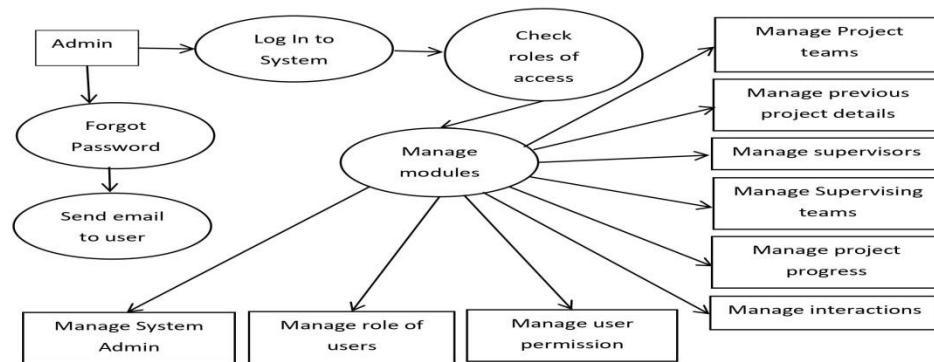 Admin
Log In to
System
Check
roles of
access
Manage Project
teams
Manage previous
project details
Forgot
Password
Manage
modules
Manage supervisors
Manage Supervising
teams
Send email
to user
Manage project
progress
Manage interactions
Manage System
Admin
Manage role of
users
Manage user
permission